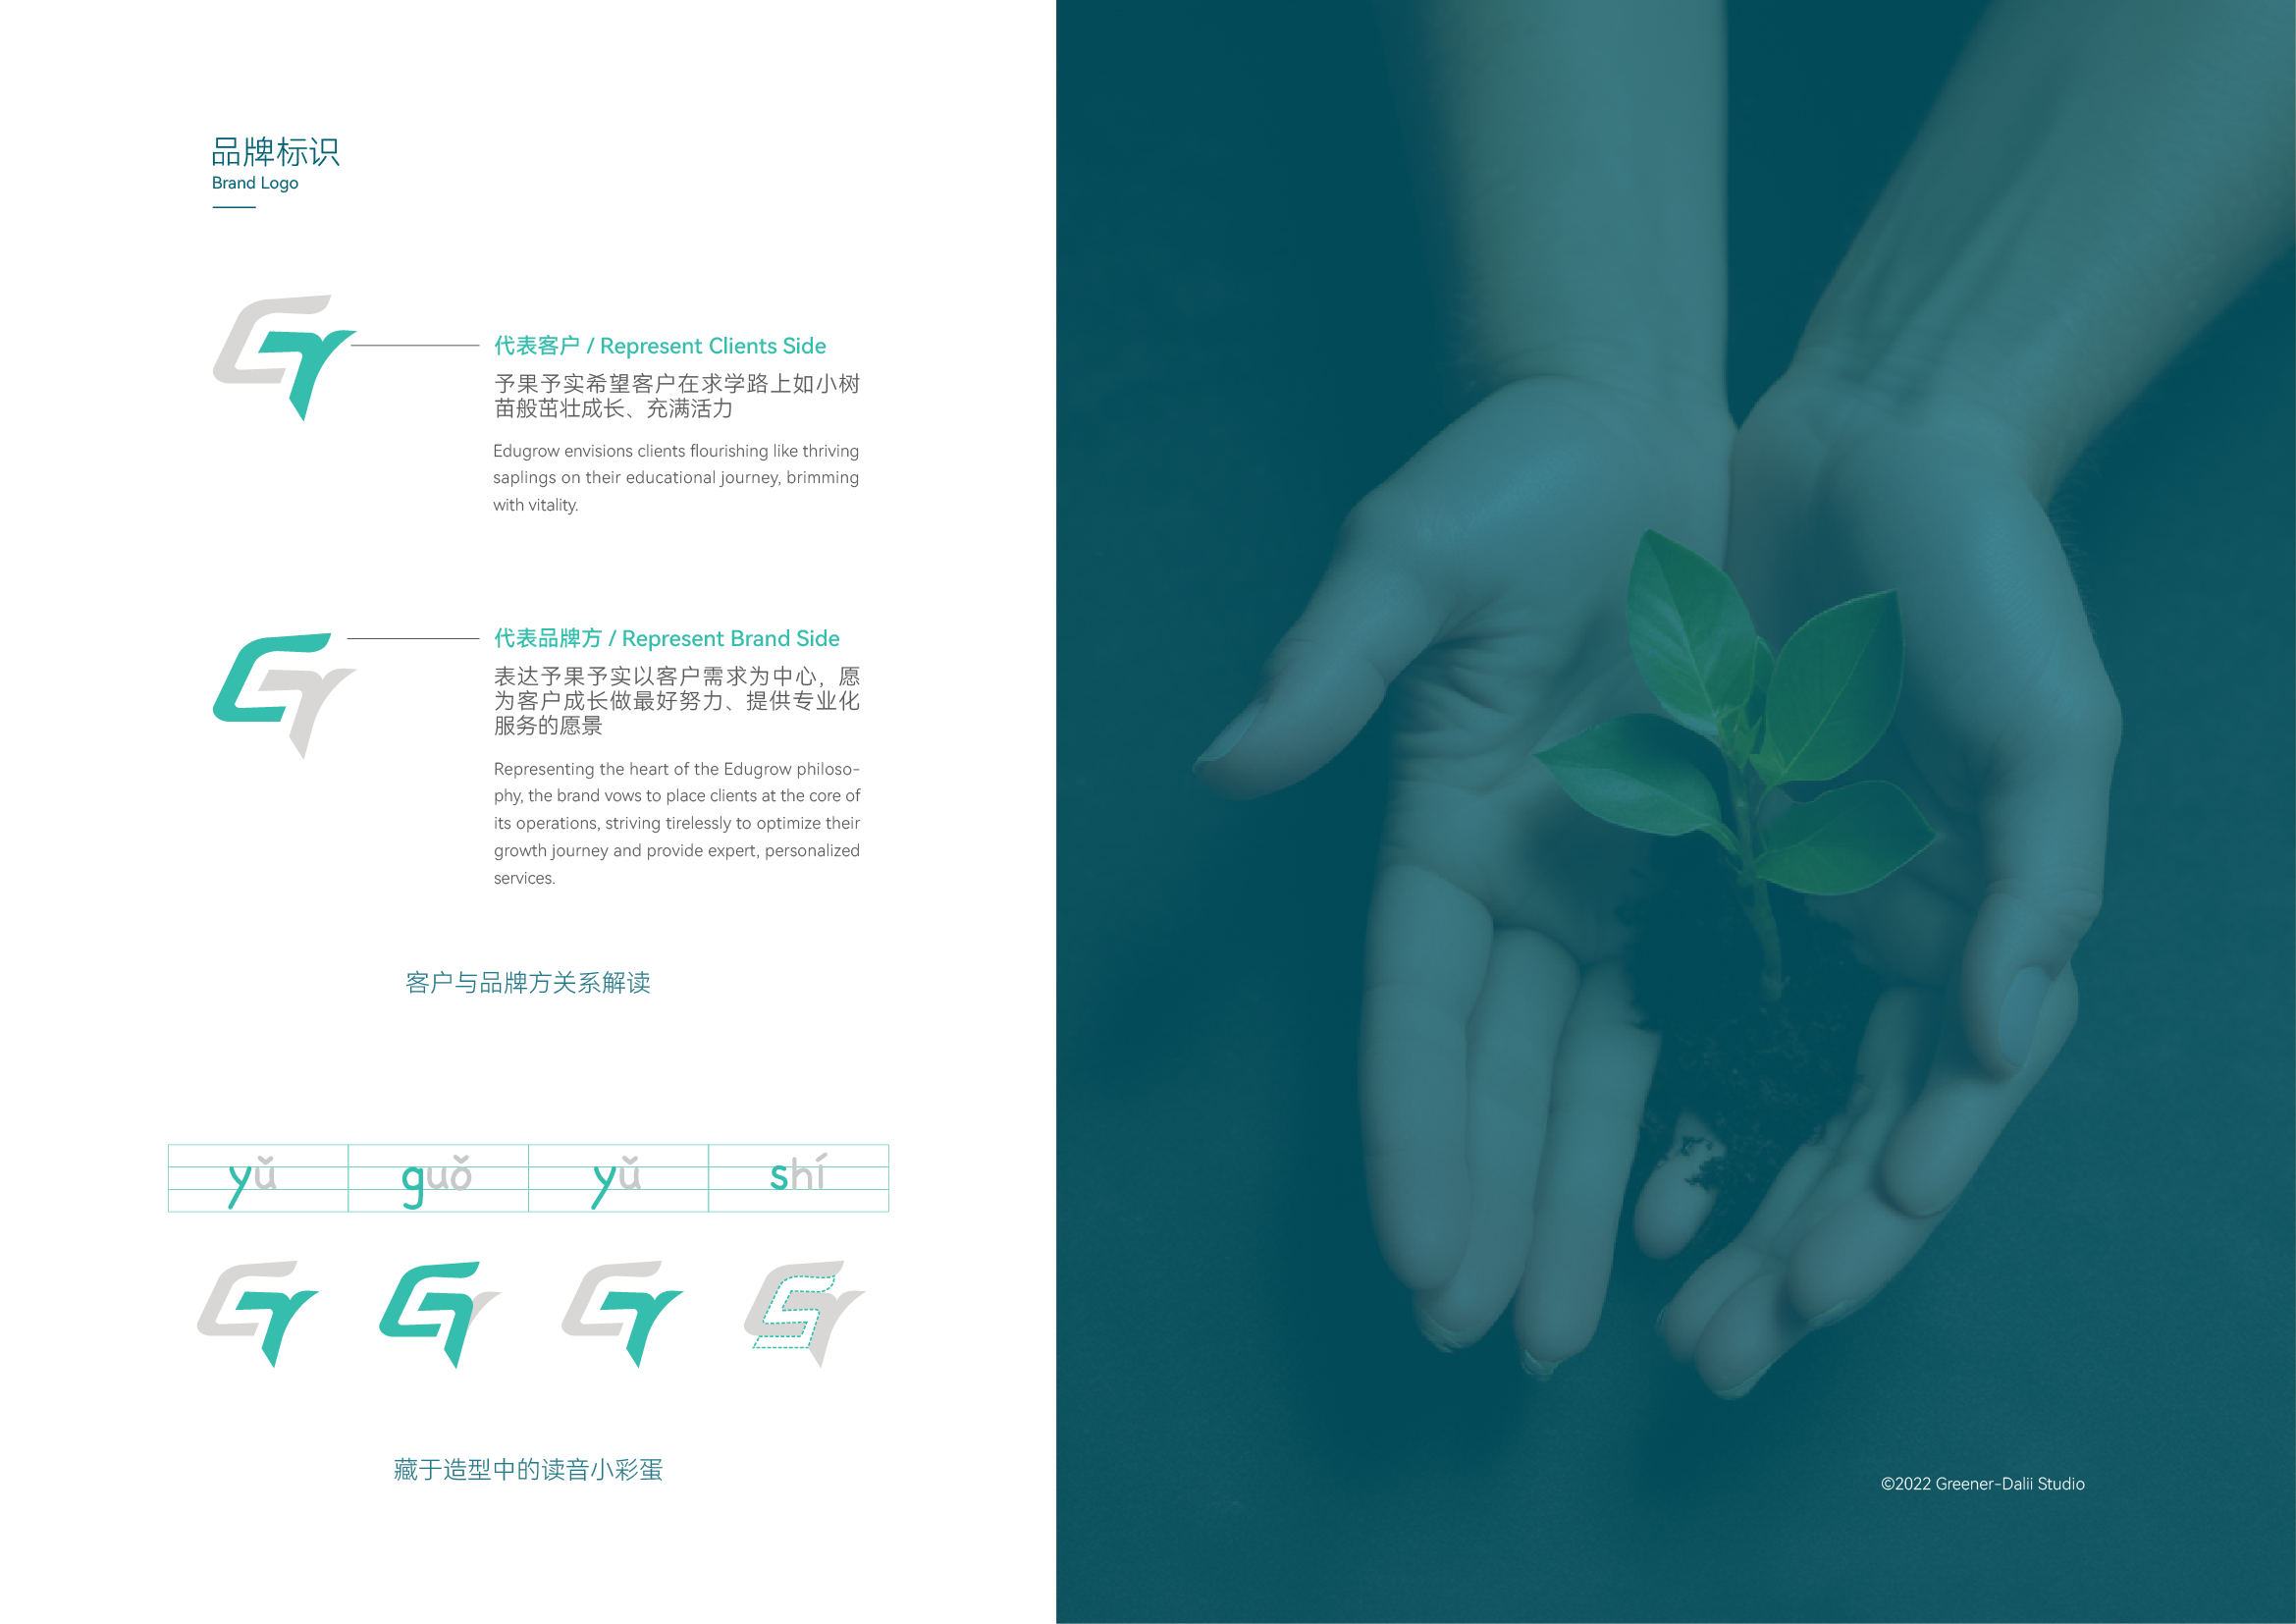 品牌标识
Brand Logo
代表客户 / Represent Clients Side
予果予实希望客户在求学路上如小树
苗般茁壮成长、充满活力
Edugrow envisions clients flourishing like thriving
saplings on their educational journey, brimming
with vitality.
代表品牌方 / Represent Brand Side
表达予果予实以客户需求为中心，愿
为客户成长做最好努力、提供专业化
服务的愿景
Representing the heart of the Edugrow philoso-
phy, the brand vows to place clients at the core of
its operations, striving tirelessly to optimize their
growth journey and provide expert, personalized
services.
客户与品牌方关系解读
yǔ guǒ yǔ shí
藏于造型中的读音小彩蛋
©2022 Greener-Dalii Studio